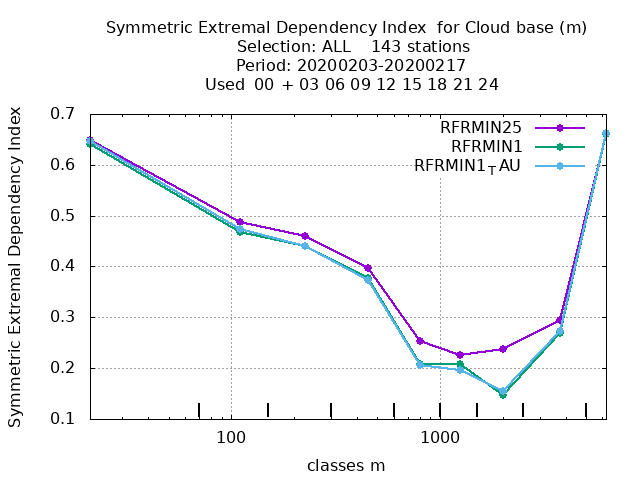 Symmetric Extremal Dependency Index  for Cloud base (m)
Selection: ALL    143 stations
Period: 20200203-20200217
Used  00 + 03 06 09 12 15 18 21 24
Symmetric Extremal Dependency Index
0.7
0.6
0.5
0.4
0.3
0.2
0.1
RFRMIN25
RFRMIN1
RFRMIN1TAU
100
1000
classes m